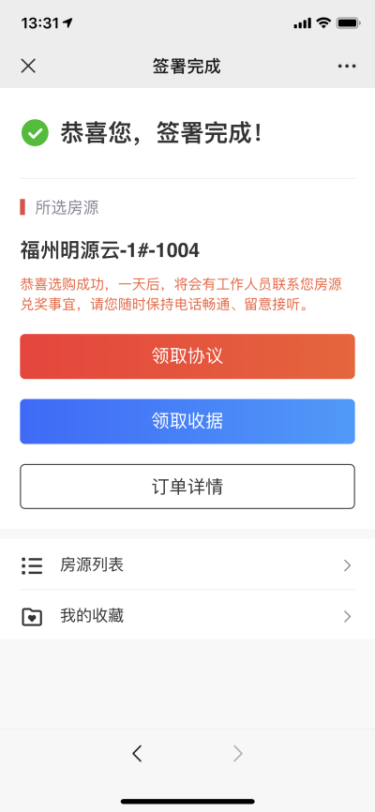 13:31
签署完成
恭喜您，签署完成！
所选房源
福州明源云-1#-1004
恭喜选购成功，一天后，将会有工作人员联系您房源
兑奖事宜，请您随时保持电话畅通、留意接听。
领取协议
领取收据
订单详情
房源列表
我的收藏